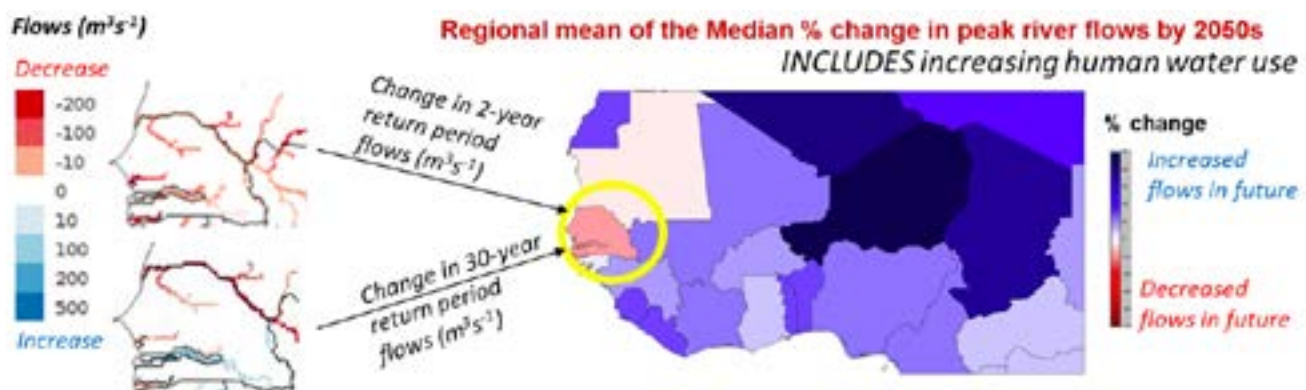 Flows (m³s⁻¹)
Decrease
-200
-100
-10
0
10
100
200
500
Increase
Change in 2-year
return period
flows (m³s⁻¹)
Change in 30-year
return period
flows (m³s⁻¹)
Regional mean of the Median % change in peak river flows by 2050s
INCLUDES increasing human water use
% change
Increased
flows in future
Decreased
flows in future